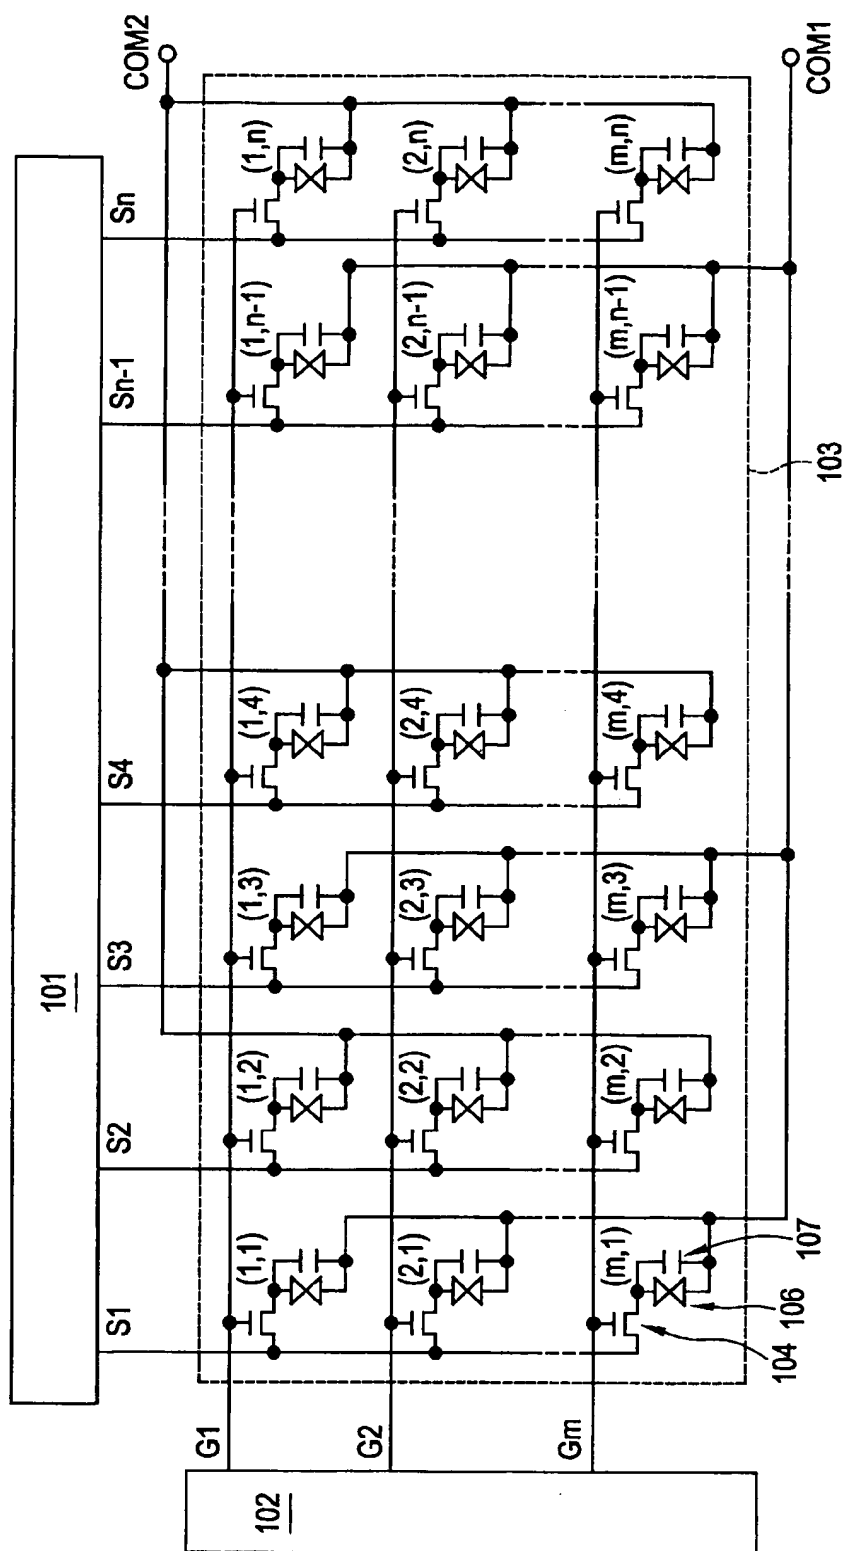 101
S1
S2
S3
S4
Sn-1
Sn
COM2
102
G1
(1,1)
(1,2)
(1,3)
(1,4)
(1,n-1)
(1,n)
G2
(2,1)
(2,2)
(2,3)
(2,4)
(2,n-1)
(2,n)
Gm
(m,1)
(m,2)
(m,3)
(m,4)
(m,n-1)
(m,n)
104
106
107
103
COM1